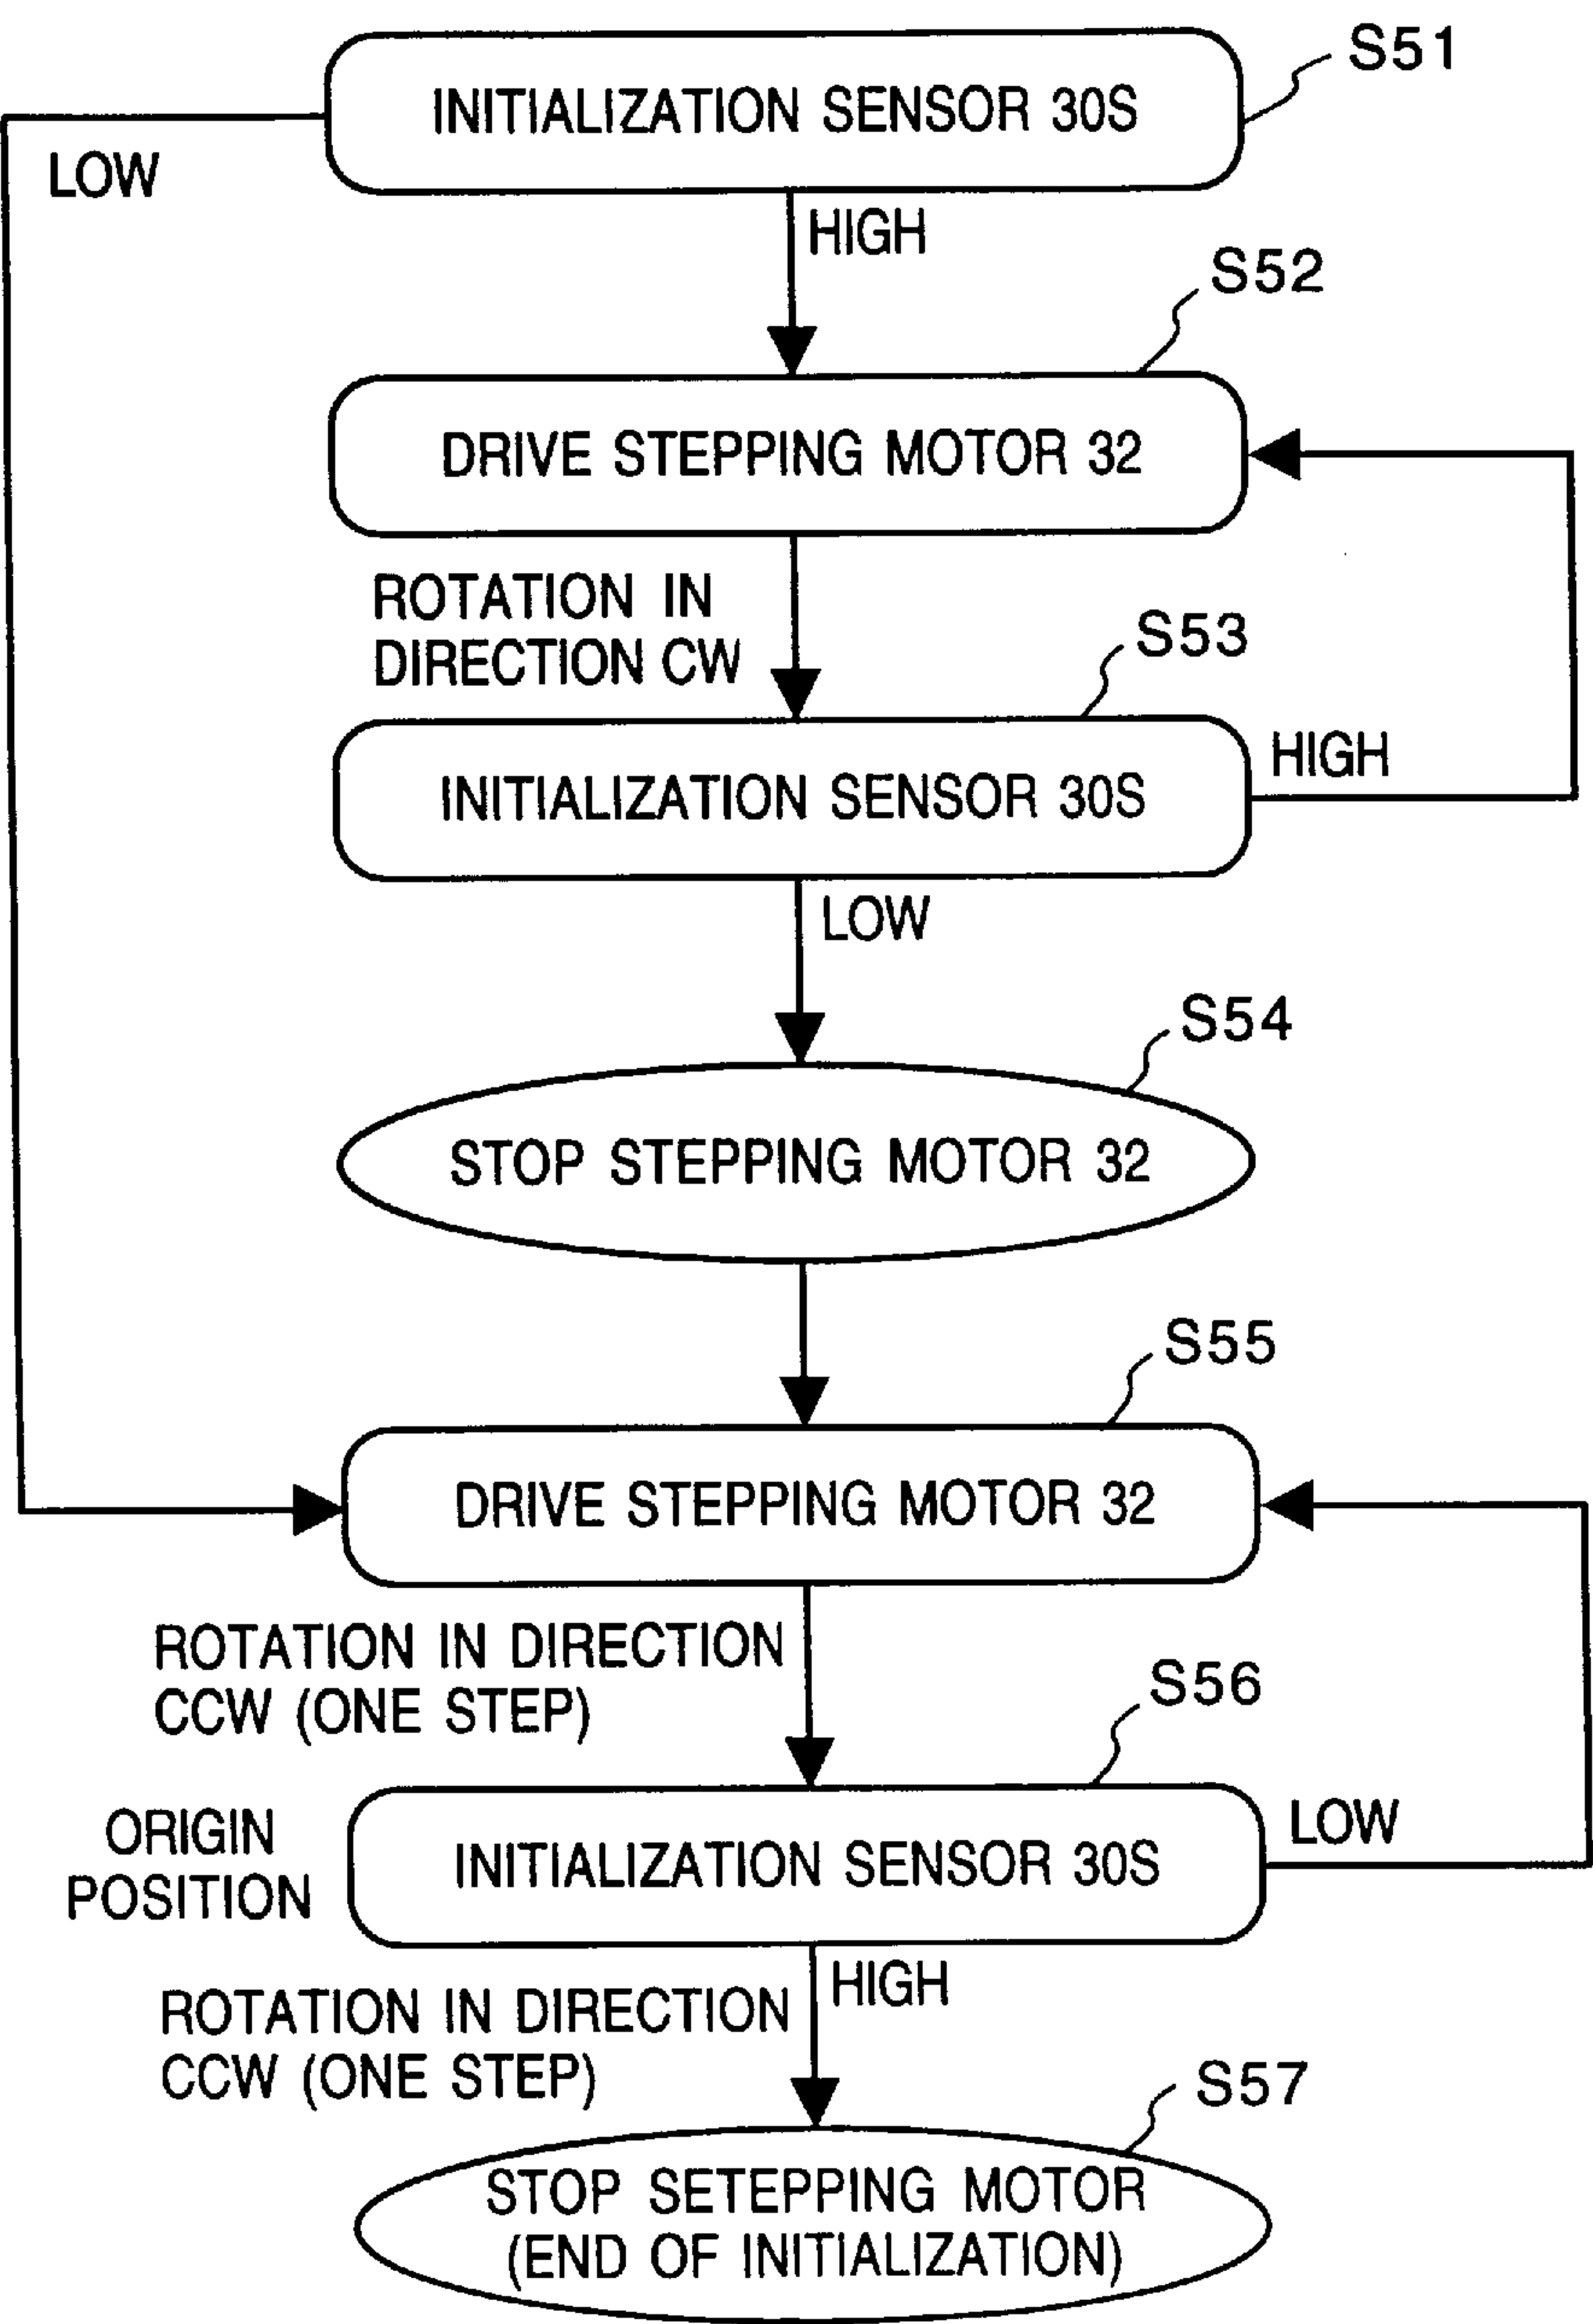 S51
INITIALIZATION SENSOR 30S
LOW
HIGH
S52
DRIVE STEPPING MOTOR 32
ROTATION IN
DIRECTION CW
S53
INITIALIZATION SENSOR 30S
HIGH
LOW
S54
STOP STEPPING MOTOR 32
S55
DRIVE STEPPING MOTOR 32
ROTATION IN DIRECTION
CCW (ONE STEP)
S56
ORIGIN
POSITION
INITIALIZATION SENSOR 30S
LOW
HIGH
ROTATION IN DIRECTION
CCW (ONE STEP)
S57
STOP SETEPPING MOTOR
(END OF INITIALIZATION)